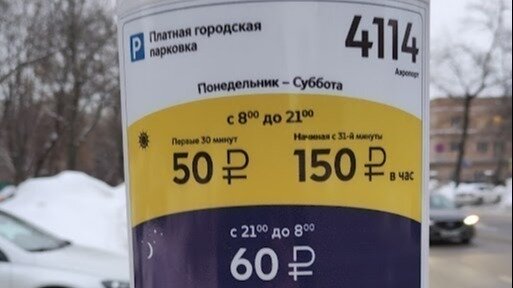 P Платная городская
парковка
4114
Аэропорт
Понедельник – Суббота
с 8⁰⁰ до 21⁰⁰
Первые 30 минут
50 ₽
Начиная с 31-й минуты
150 ₽ в час
с 21⁰⁰ до 8⁰⁰
60 ₽